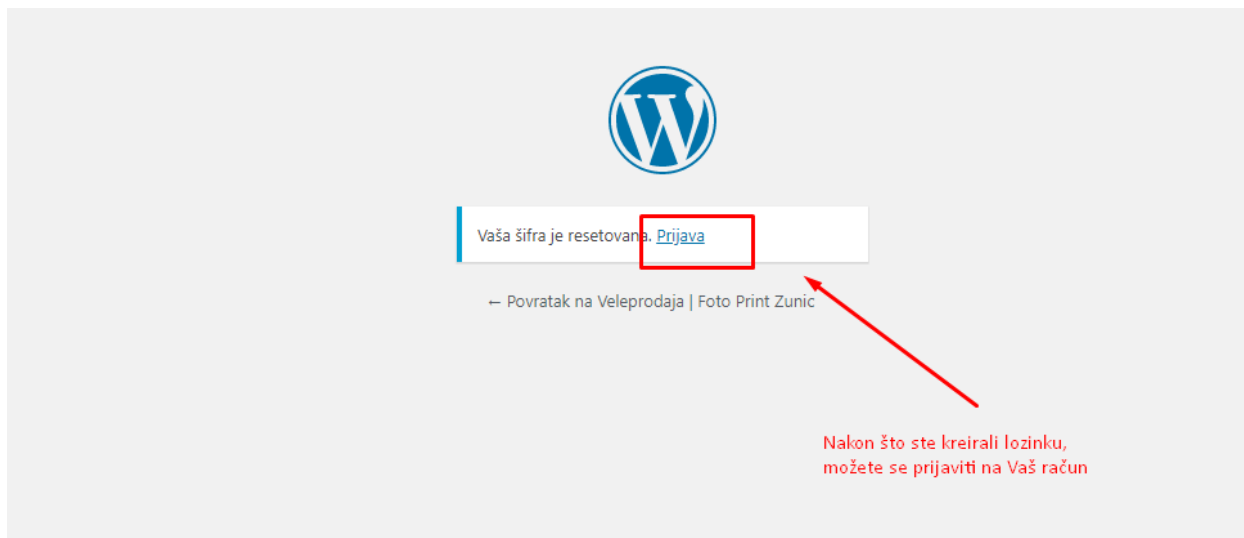 Vaša šifra je resetovana. Prijava
← Povratak na Veleprodaja | Foto Print Zunic
Nakon što ste kreirali lozinku,
možete se prijaviti na Vaš račun